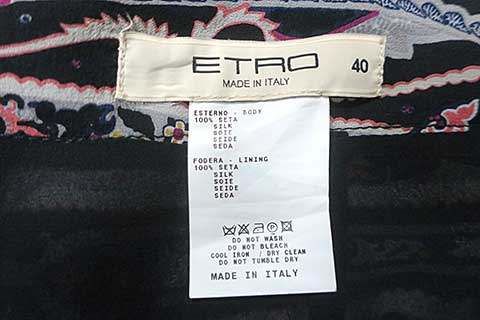 ETRO
40
MADE IN ITALY
ESTERNO - BODY
100% SETA
SILK
SOIE
SEIDE
SEDA
FODERA - LINING
100% SETA
SILK
SOIE
SEIDE
SEDA
DO NOT WASH
DO NOT BLEACH
COOL IRON / DRY CLEAN
DO NOT TUMBLE DRY
MADE IN ITALY